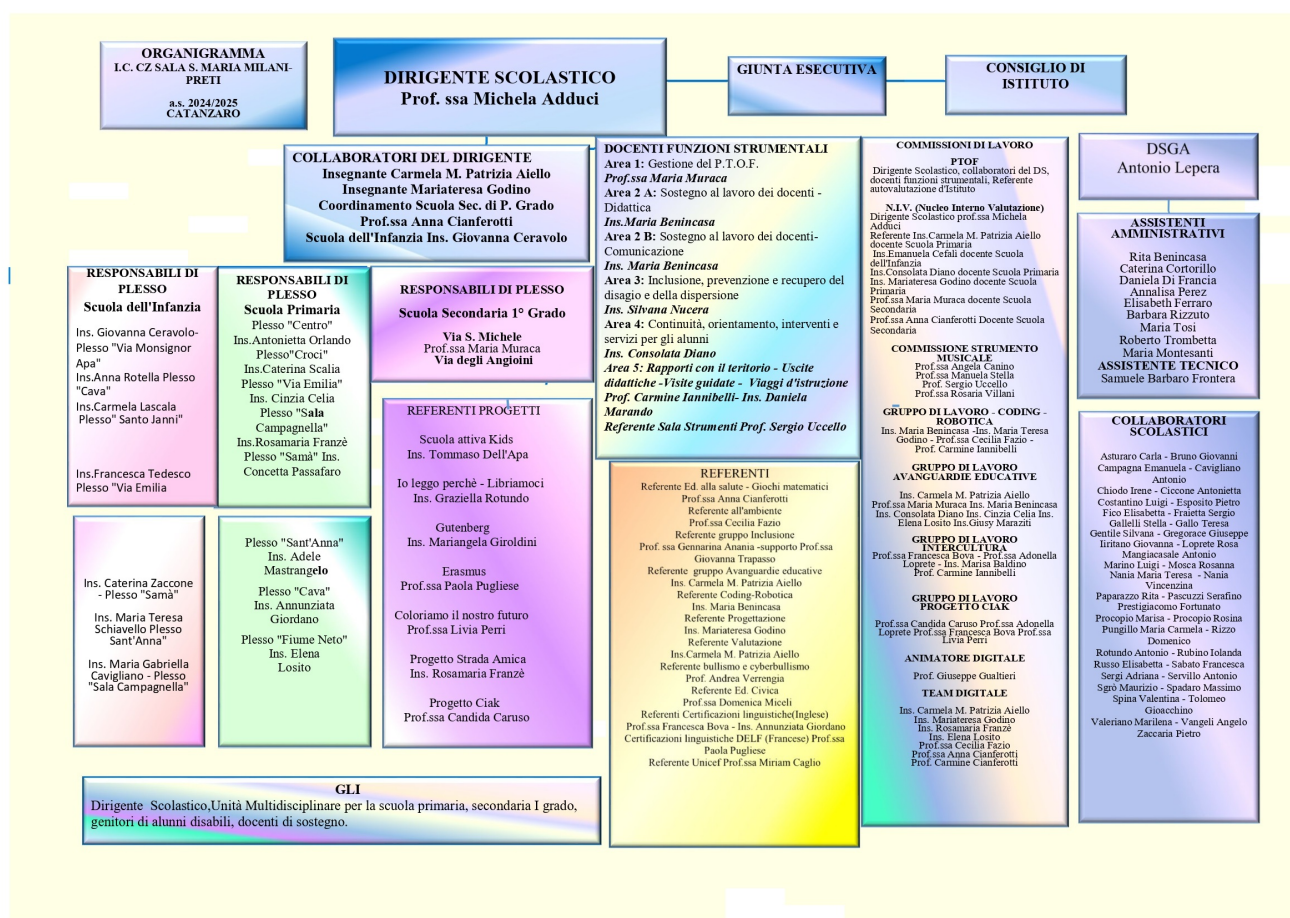 ORGANIGRAMMA
I.C. CZ SALA S. MARIA MILANI-
PRETI
a.s. 2024/2025
CATANZARO
DIRIGENTE SCOLASTICO
Prof. ssa Michela Adduci
GIUNTA ESECUTIVA
CONSIGLIO DI
ISTITUTO
COLLABORATORI DEL DIRIGENTE
Insegnante Carmela M. Patrizia Aiello
Insegnante Mariateresa Godino
Coordinamento Scuola Sec. di P. Grado
Prof.ssa Anna Cianferotti
Scuola dell'Infanzia Ins. Giovanna Ceravolo
RESPONSABILI DI
PLESSO
Scuola dell'Infanzia
Ins. Giovanna Ceravolo-
Plesso "Via Monsignor
Apa"
Ins.Anna Rotella Plesso
"Cava"
Ins.Carmela Lascala
Plesso" Santo Janni"
Ins.Francesca Tedesco
Plesso "Via Emilia
Ins. Caterina Zaccone
- Plesso "Samà"
Ins. Maria Teresa
Schiavello Plesso
Sant'Anna"
Ins. Maria Gabriella
Cavigliano - Plesso
"Sala Campagnella"
RESPONSABILI DI
PLESSO
Scuola Primaria
Plesso "Centro"
Ins.Antonietta Orlando
Plesso"Croci"
Ins.Caterina Scalia
Plesso "Via Emilia"
Ins. Cinzia Celia
Plesso "Sala
Campagnella"
Ins.Rosamaria Franzè
Plesso "Samà" Ins.
Concetta Passafaro
Plesso "Sant'Anna"
Ins. Adele
Mastrangelo
Plesso "Cava"
Ins. Annunziata
Giordano
Plesso "Fiume Neto"
Ins. Elena
Losito
RESPONSABILI DI PLESSO
Scuola Secondaria 1° Grado
Via S. Michele
Prof.ssa Maria Muraca
Via degli Angioini
REFERENTI PROGETTI
Scuola attiva Kids
Ins. Tommaso Dell'Apa
Io leggo perchè - Libriamoci
Ins. Graziella Rotundo
Gutenberg
Ins. Mariangela Giroldini
Erasmus
Prof.ssa Paola Pugliese
Coloriamo il nostro futuro
Prof.ssa Livia Perri
Progetto Strada Amica
Ins. Rosamaria Franzè
Progetto Ciak
Prof.ssa Candida Caruso
GLI
Dirigente Scolastico,Unità Multidisciplinare per la scuola primaria, secondaria I grado,
genitori di alunni disabili, docenti di sostegno.
DOCENTI FUNZIONI STRUMENTALI
Area 1: Gestione del P.T.O.F.
Prof.ssa Maria Muraca
Area 2 A: Sostegno al lavoro dei docenti -
Didattica
Ins.Maria Benincasa
Area 2 B: Sostegno al lavoro dei docenti-
Comunicazione
Ins. Maria Benincasa
Area 3: Inclusione, prevenzione e recupero del
disagio e della dispersione
Ins. Silvana Nucera
Area 4: Continuità, orientamento, interventi e
servizi per gli alunni
Ins. Consolata Diano
Area 5: Rapporti con il teritorio - Uscite
didattiche -Visite guidate - Viaggi d'istruzione
Prof. Carmine Iannibelli- Ins. Daniela
Marando
Referente Sala Strumenti Prof. Sergio Uccello
REFERENTI
Referente Ed. alla salute - Giochi matematici
Prof.ssa Anna Cianferotti
Referente all'ambiente
Prof.ssa Cecilia Fazio
Referente gruppo Inclusione
Prof. ssa Gennarina Anania -supporto Prof.ssa
Giovanna Trapasso
Referente gruppo Avanguardie educative
Ins. Carmela M. Patrizia Aiello
Referente Coding-Robotica
Ins. Maria Benincasa
Referente Progettazione
Ins. Mariateresa Godino
Referente Valutazione
Ins.Carmela M. Patrizia Aiello
Referente bullismo e cyberbullismo
Prof. Andrea Verrengia
Referente Ed. Civica
Prof.ssa Domenica Miceli
Referenti Certificazioni linguistiche(Inglese)
Prof.ssa Francesca Bova - Ins. Annunziata Giordano
Certificazioni linguistiche DELF (Francese) Prof.ssa
Paola Pugliese
Referente Unicef Prof.ssa Miriam Caglio
COMMISSIONI DI LAVORO
PTOF
Dirigente Scolastico, collaboratori del DS,
docenti funzioni strumentali, Referente
autovalutazione d'Istituto
N.I.V. (Nucleo Interno Valutazione)
Dirigente Scolastico prof.ssa Michela
Adduci
Referente Ins.Carmela M. Patrizia Aiello
docente Scuola Primaria
Ins.Emanuela Cefali docente Scuola
dell'Infanzia
Ins.Consolata Diano docente Scuola Primaria
Ins. Mariateresa Godino docente Scuola
Primaria
Prof.ssa Maria Muraca docente Scuola
Secondaria
Prof.ssa Anna Cianferotti Docente Scuola
Secondaria
COMMISSIONE STRUMENTO
MUSICALE
Prof.ssa Angela Canino
Prof.ssa Manuela Stella
Prof. Sergio Uccello
Prof.ssa Rosaria Villani
GRUPPO DI LAVORO - CODING -
ROBOTICA
Ins. Maria Benincasa -Ins. Maria Teresa
Godino - Prof.ssa Cecilia Fazio -
Prof. Carmine Iannibelli
GRUPPO DI LAVORO
AVANGUARDIE EDUCATIVE
Ins. Carmela M. Patrizia Aiello
Prof.ssa Maria Muraca Ins. Maria Benincasa
Ins. Consolata Diano Ins. Cinzia Celia Ins.
Elena Losito Ins.Giusy Maraziti
GRUPPO DI LAVORO
INTERCULTURA
Prof.ssa Francesca Bova - Prof.ssa Adonella
Loprete - Ins. Marisa Baldino
Prof. Carmine Iannibelli
GRUPPO DI LAVORO
PROGETTO CIAK
Prof.ssa Candida Caruso Prof.ssa Adonella
Loprete Prof.ssa Francesca Bova Prof.ssa
Livia Perri
ANIMATORE DIGITALE
Prof. Giuseppe Gualtieri
TEAM DIGITALE
Ins. Carmela M. Patrizia Aiello
Ins. Mariateresa Godino
Ins. Rosamaria Franzè
Ins. Elena Losito
Prof.ssa Cecilia Fazio
Prof.ssa Anna Cianferotti
Prof. Carmine Cianferotti
DSGA
Antonio Lepera
ASSISTENTI
AMMINISTRATIVI
Rita Benincasa
Caterina Cortorillo
Daniela Di Francia
Annalisa Perez
Elisabeth Ferraro
Barbara Rizzuto
Maria Tosi
Roberto Trombetta
Maria Montesanti
ASSISTENTE TECNICO
Samuele Barbaro Frontera
COLLABORATORI
SCOLASTICI
Asturaro Carla - Bruno Giovanni
Campagna Emanuela - Cavigliano
Antonio
Chiodo Irene - Ciccone Antonietta
Costantino Luigi - Esposito Pietro
Fico Elisabetta - Fraietta Sergio
Gallelli Stella - Gallo Teresa
Gentile Silvana - Gregorace Giuseppe
Iiritano Giovanna - Loprete Rosa
Mangiacasale Antonio
Marino Luigi - Mosca Rosanna
Nania Maria Teresa - Nania
Vincenzina
Paparazzo Rita - Pascuzzi Serafino
Prestigiacomo Fortunato
Procopio Marisa - Procopio Rosina
Pungillo Maria Carmela - Rizzo
Domenico
Rotundo Antonio - Rubino Iolanda
Russo Elisabetta - Sabato Francesca
Sergi Adriana - Servillo Antonio
Sgrò Maurizio - Spadaro Massimo
Spina Valentina - Tolomeo
Gioacchino
Valeriano Marilena - Vangeli Angelo
Zaccaria Pietro